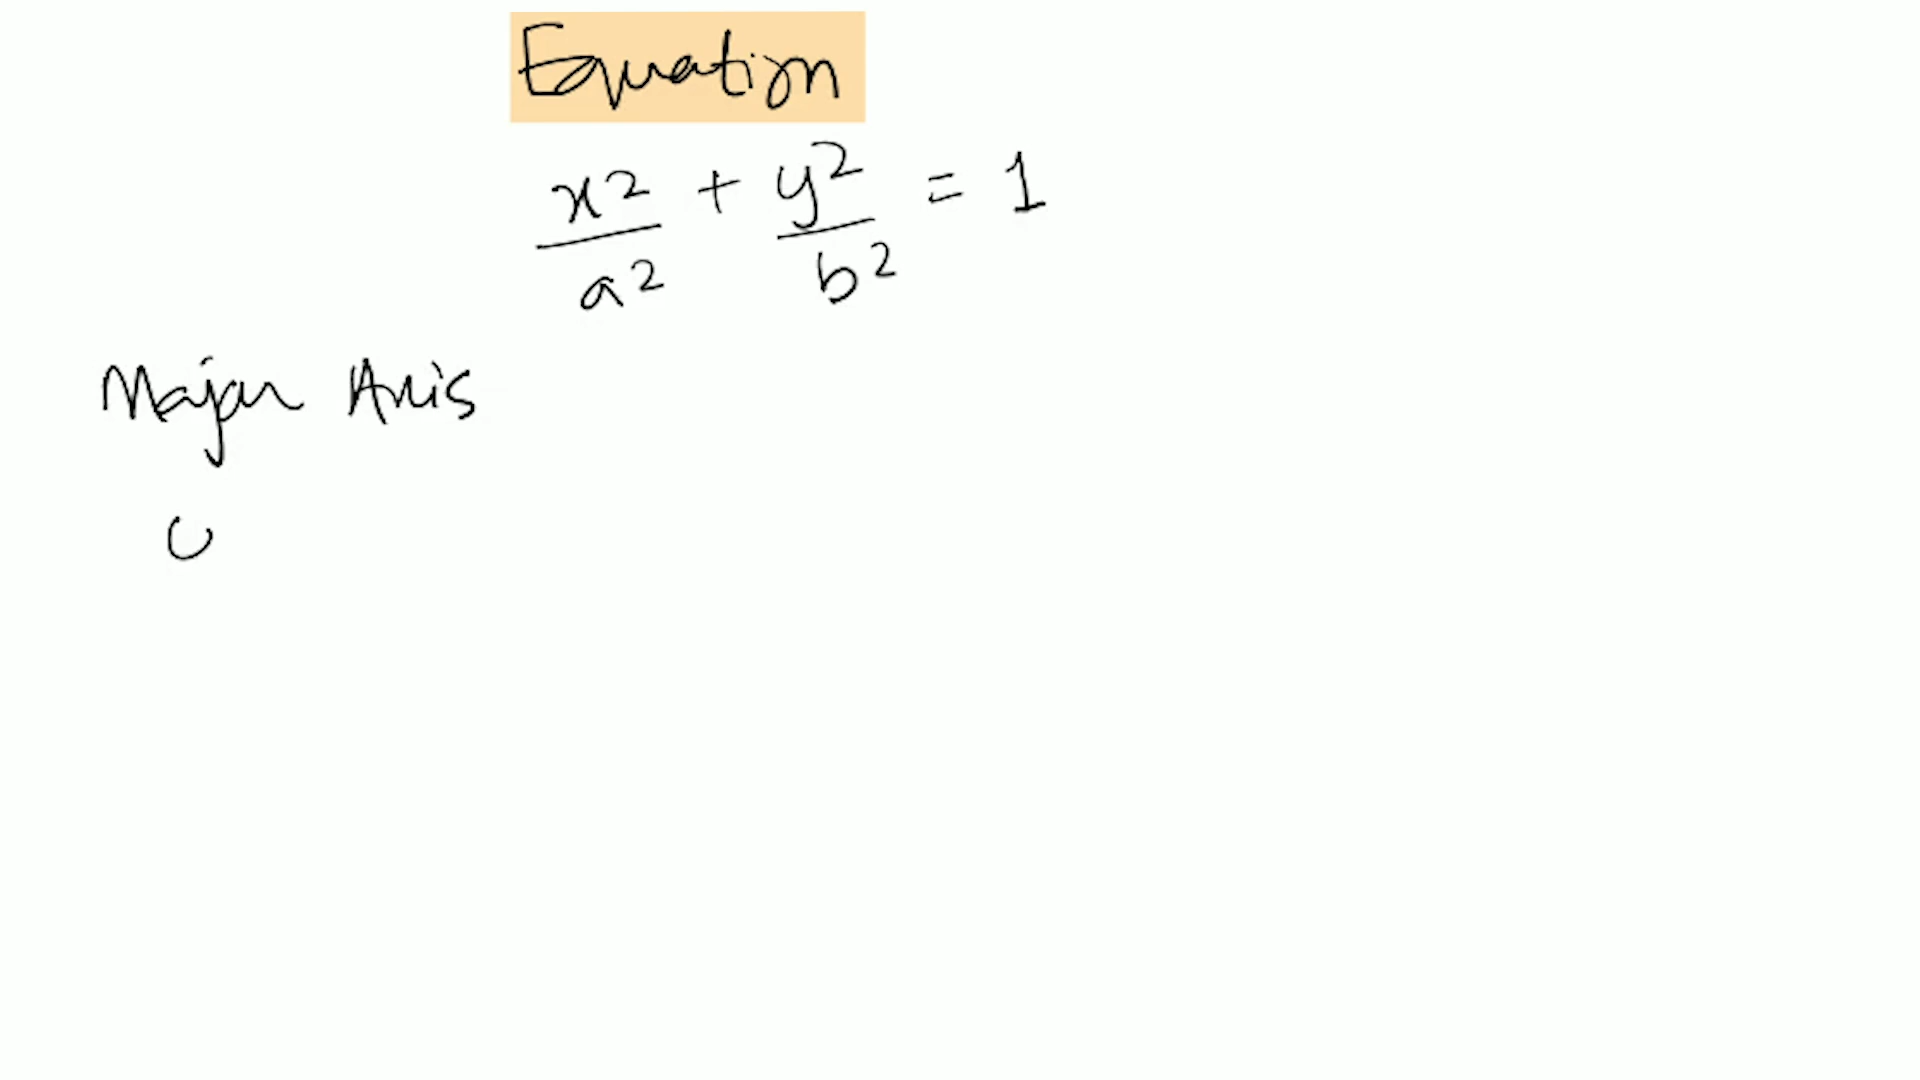 Equation
x²/a² + y²/b² = 1
Major Axis